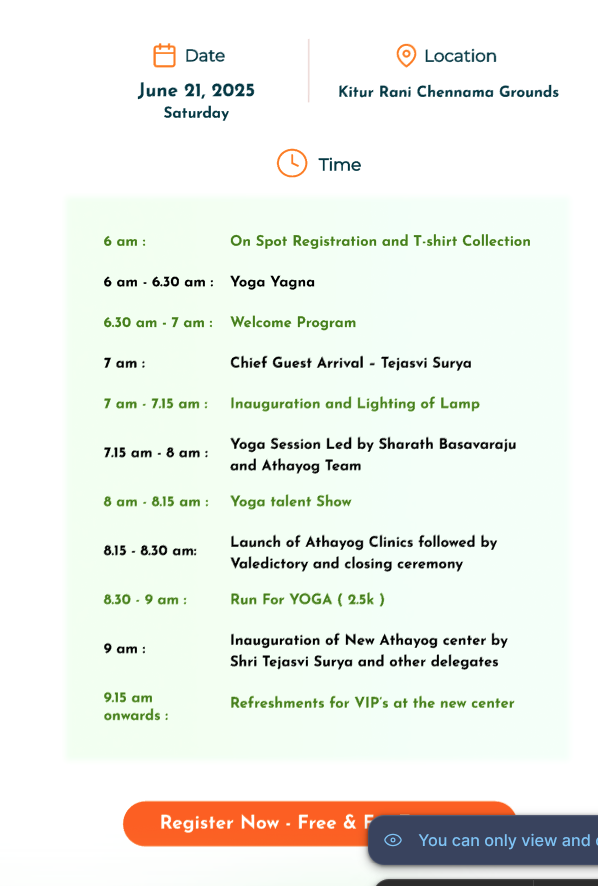 Date
June 21, 2025
Saturday
Location
Kitur Rani Chennama Grounds
Time
6 am : On Spot Registration and T-shirt Collection
6 am - 6.30 am : Yoga Yagna
6.30 am - 7 am : Welcome Program
7 am : Chief Guest Arrival – Tejasvi Surya
7 am - 7.15 am : Inauguration and Lighting of Lamp
7.15 am - 8 am : Yoga Session Led by Sharath Basavaraju
and Athayog Team
8 am - 8.15 am : Yoga talent Show
8.15 - 8.30 am: Launch of Athayog Clinics followed by
Valedictory and closing ceremony
8.30 - 9 am : Run For YOGA ( 2.5k )
9 am : Inauguration of New Athayog center by
Shri Tejasvi Surya and other delegates
9.15 am
onwards : Refreshments for VIP's at the new center
Register Now - Free &
You can only view and